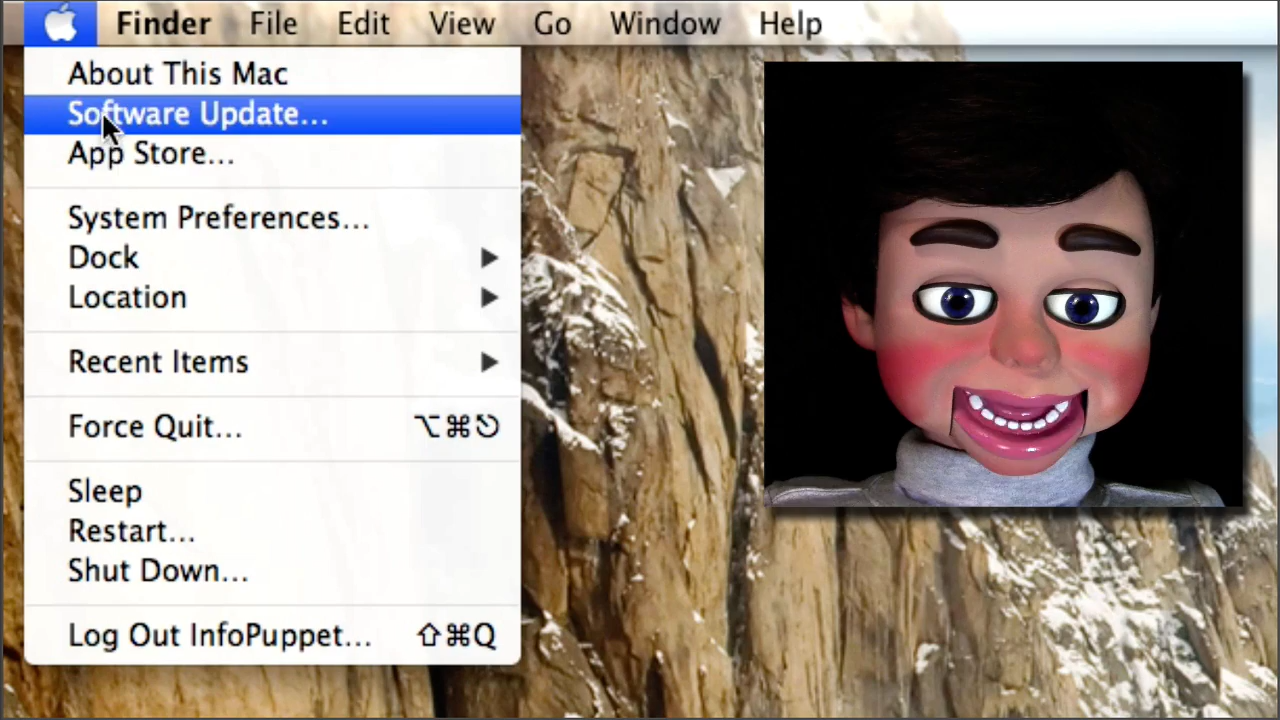 Finder File Edit View Go Window Help
About This Mac
Software Update...
App Store...
System Preferences...
Dock ▶
Location ▶
Recent Items ▶
Force Quit... ⌥⌘⎋
Sleep
Restart...
Shut Down...
Log Out InfoPuppet... ⇧⌘Q